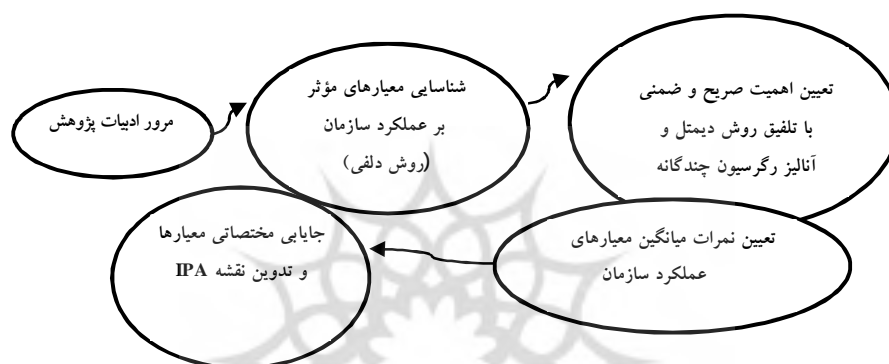 مرور ادبیات پژوهش
شناسایی معیارهای مؤثر
بر عملکرد سازمان
(روش دلفی)
تعیین اهمیت صریح و ضمنی
با تلفیق روش دیمتل و
آنالیز رگرسیون چندگانه
تعیین نمرات میانگین معیارهای
عملکرد سازمان
جایابی مختصاتی معیارها
و تدوین نقشه IPA